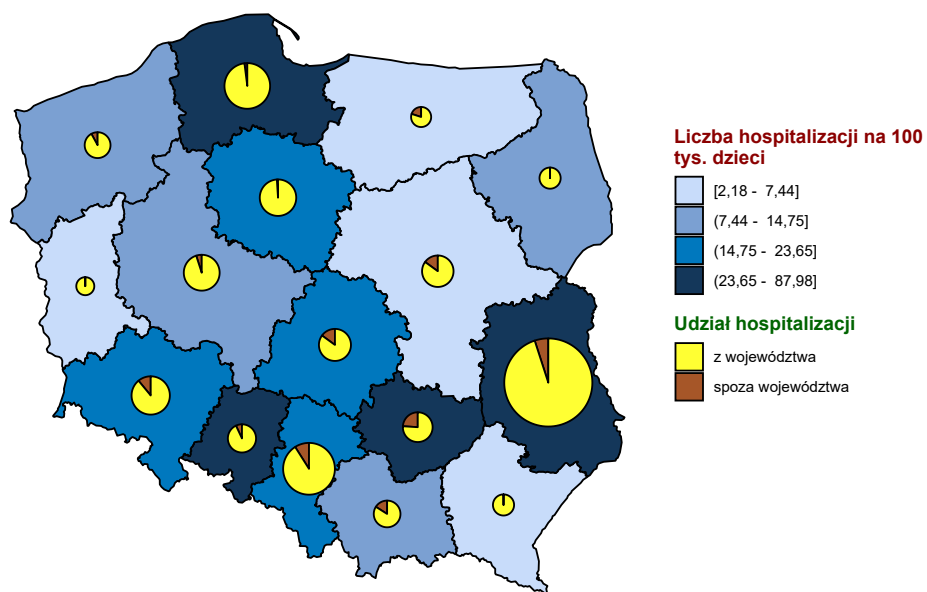 Liczba hospitalizacji na 100
tys. dzieci
[2,18 - 7,44]
(7,44 - 14,75]
(14,75 - 23,65]
(23,65 - 87,98]
Udział hospitalizacji
z województwa
spoza województwa